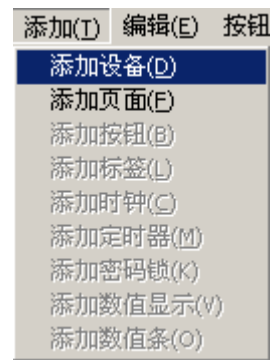 添加(T) 编辑(E) 按钮
添加设备(D)
添加页面(F)
添加按钮(B)
添加标签(L)
添加时钟(C)
添加定时器(M)
添加密码锁(K)
添加数值显示(V)
添加数值条(O)